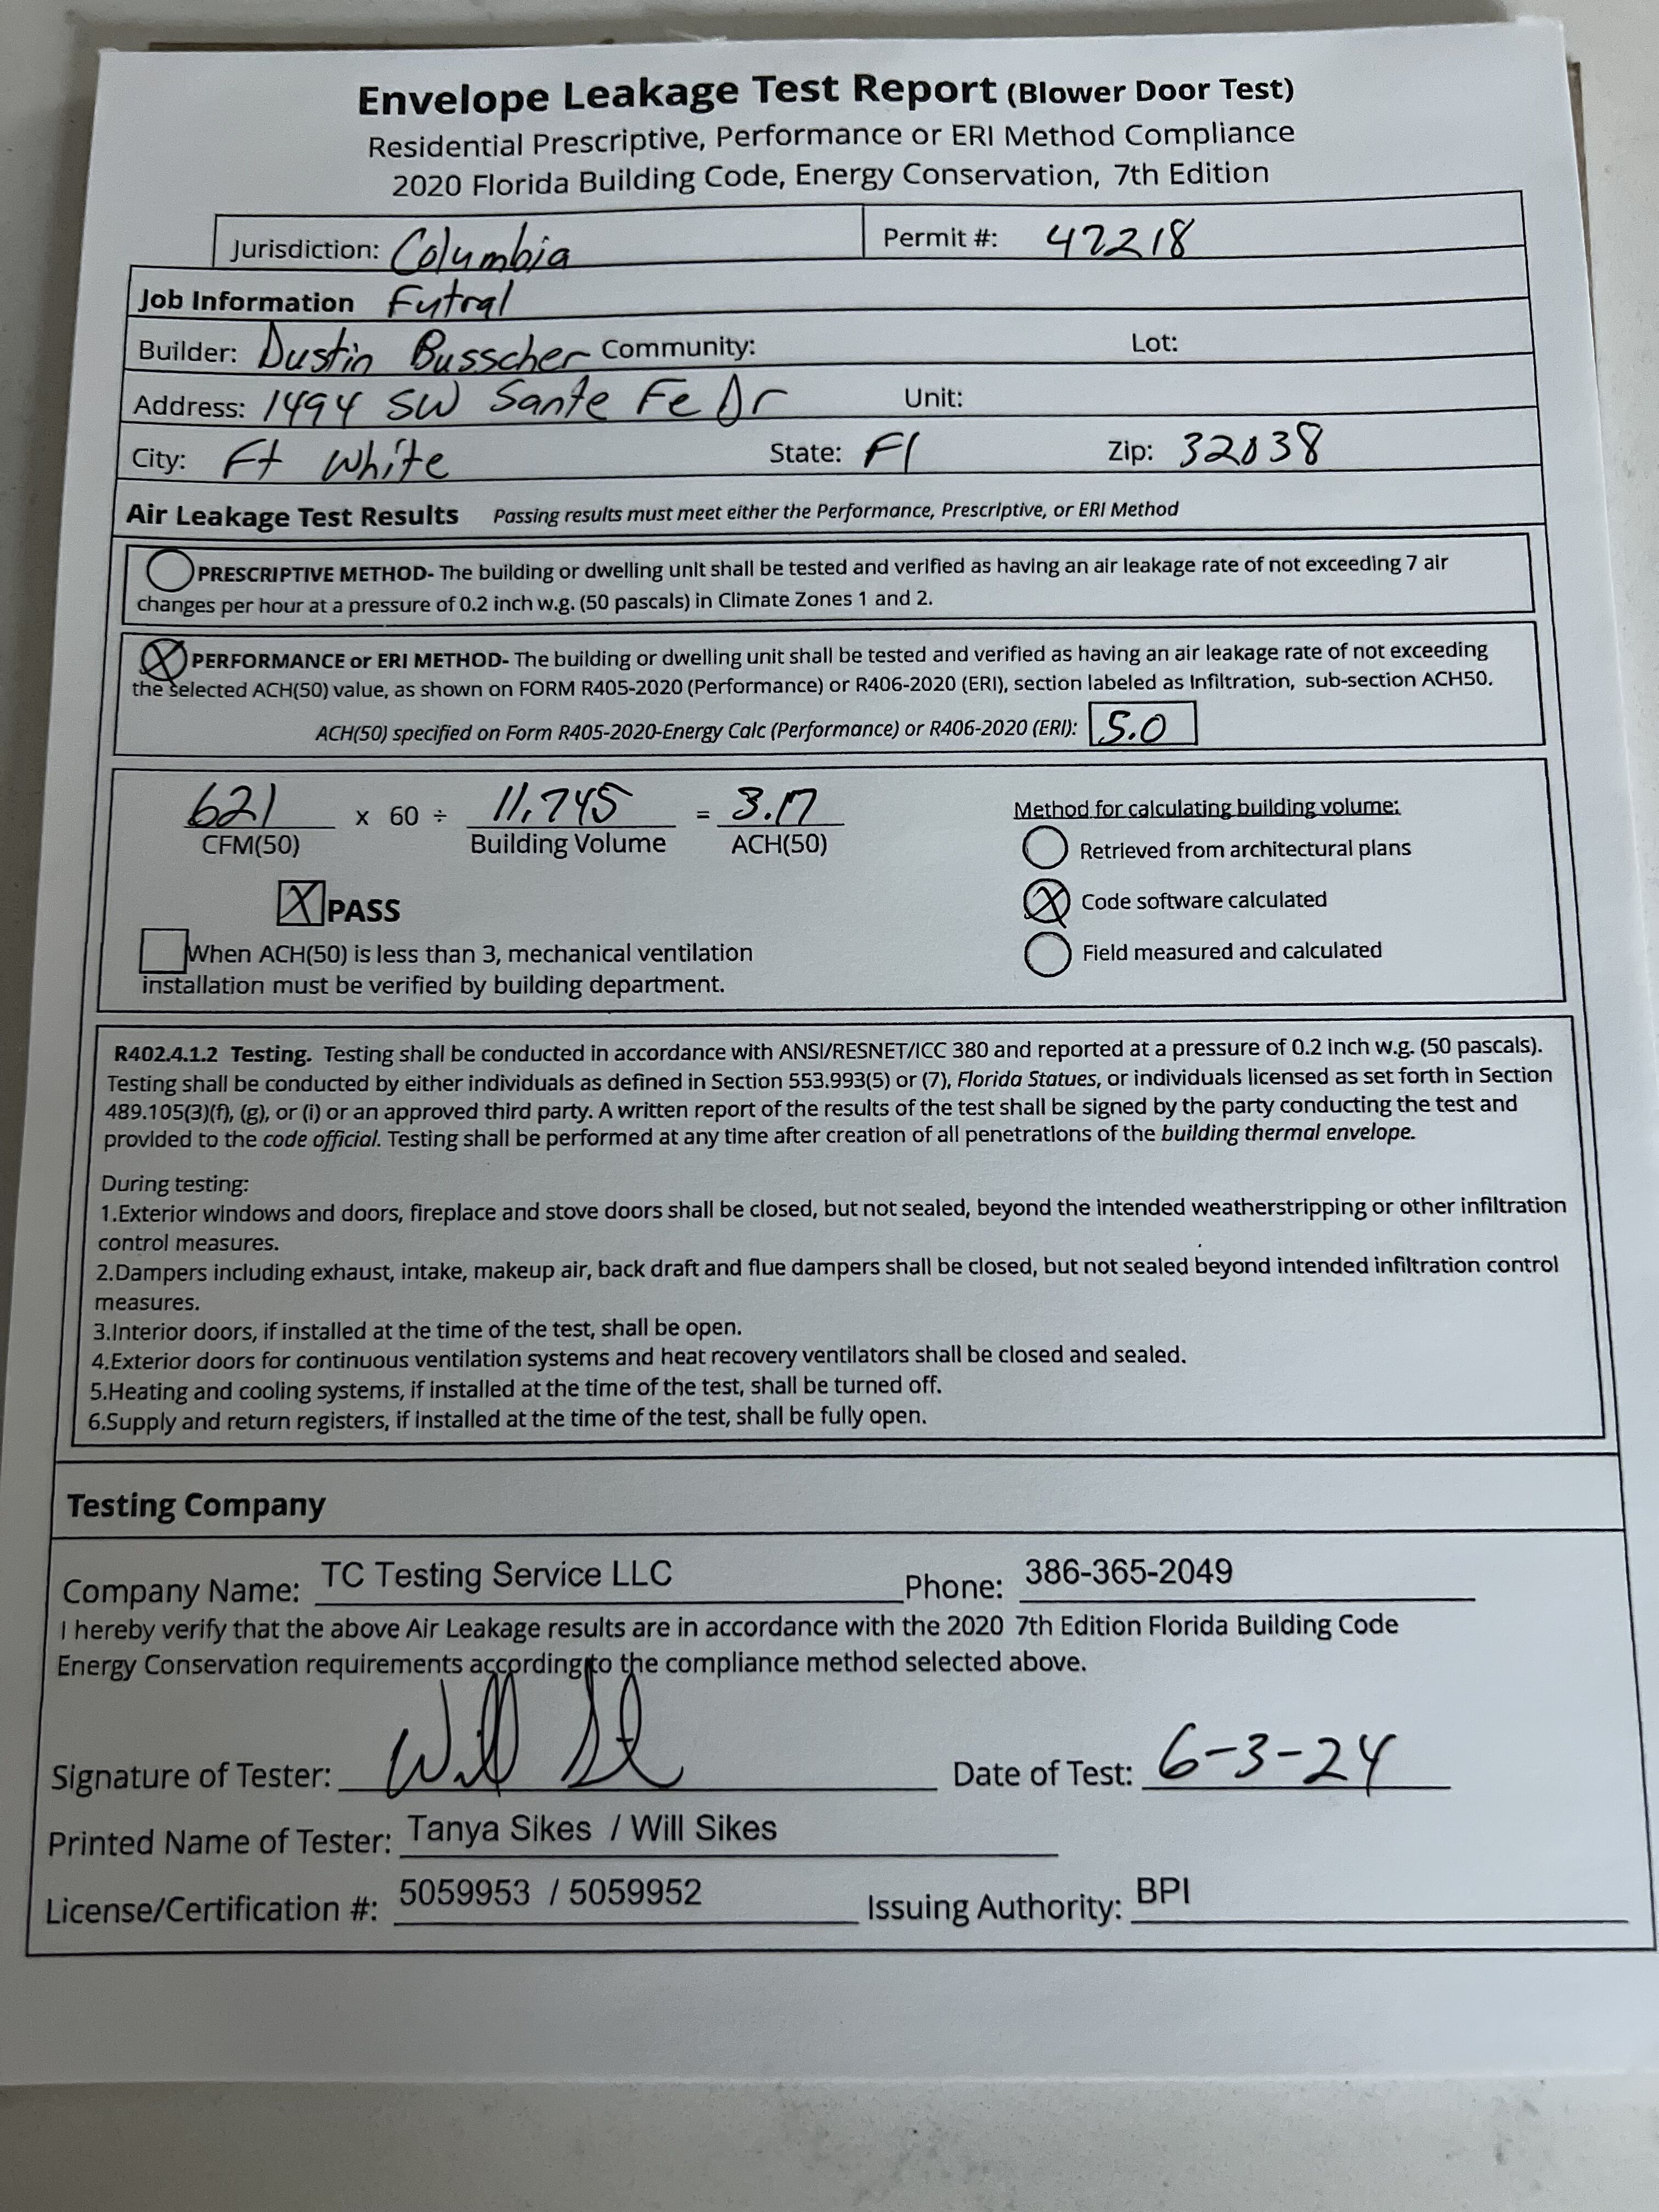 Envelope Leakage Test Report (Blower Door Test)
Residential Prescriptive, Performance or ERI Method Compliance
2020 Florida Building Code, Energy Conservation, 7th Edition
Jurisdiction: Columbia Permit #: 47218
Job Information Futral
Builder: Dustin Busscher Community: Lot:
Address: 1494 SW Sante Fe Dr Unit:
City: Ft White State: Fl Zip: 32038
Air Leakage Test Results Passing results must meet either the Performance, Prescriptive, or ERI Method
PRESCRIPTIVE METHOD- The building or dwelling unit shall be tested and verified as having an air leakage rate of not exceeding 7 air
changes per hour at a pressure of 0.2 inch w.g. (50 pascals) in Climate Zones 1 and 2.
X PERFORMANCE or ERI METHOD- The building or dwelling unit shall be tested and verified as having an air leakage rate of not exceeding
the selected ACH(50) value, as shown on FORM R405-2020 (Performance) or R406-2020 (ERI), section labeled as Infiltration, sub-section ACH50.
ACH(50) specified on Form R405-2020-Energy Calc (Performance) or R406-2020 (ERI): 5.0
621 x 60 ÷ 11,745 = 3.17
CFM(50) Building Volume ACH(50)
Method for calculating building volume:
Retrieved from architectural plans
X Code software calculated
Field measured and calculated
X PASS
When ACH(50) is less than 3, mechanical ventilation
installation must be verified by building department.
R402.4.1.2 Testing. Testing shall be conducted in accordance with ANSI/RESNET/ICC 380 and reported at a pressure of 0.2 inch w.g. (50 pascals).
Testing shall be conducted by either individuals as defined in Section 553.993(5) or (7), Florida Statues, or individuals licensed as set forth in Section
489.105(3)(f), (g), or (i) or an approved third party. A written report of the results of the test shall be signed by the party conducting the test and
provided to the code official. Testing shall be performed at any time after creation of all penetrations of the building thermal envelope.
During testing:
1.Exterior windows and doors, fireplace and stove doors shall be closed, but not sealed, beyond the intended weatherstripping or other infiltration
control measures.
2.Dampers including exhaust, intake, makeup air, back draft and flue dampers shall be closed, but not sealed beyond intended infiltration control
measures.
3.Interior doors, if installed at the time of the test, shall be open.
4.Exterior doors for continuous ventilation systems and heat recovery ventilators shall be closed and sealed.
5.Heating and cooling systems, if installed at the time of the test, shall be turned off.
6.Supply and return registers, if installed at the time of the test, shall be fully open.
Testing Company
Company Name: TC Testing Service LLC Phone: 386-365-2049
I hereby verify that the above Air Leakage results are in accordance with the 2020 7th Edition Florida Building Code
Energy Conservation requirements according to the compliance method selected above.
Signature of Tester: Will Date of Test: 6-3-24
Printed Name of Tester: Tanya Sikes / Will Sikes
License/Certification #: 5059953 / 5059952 Issuing Authority: BPI